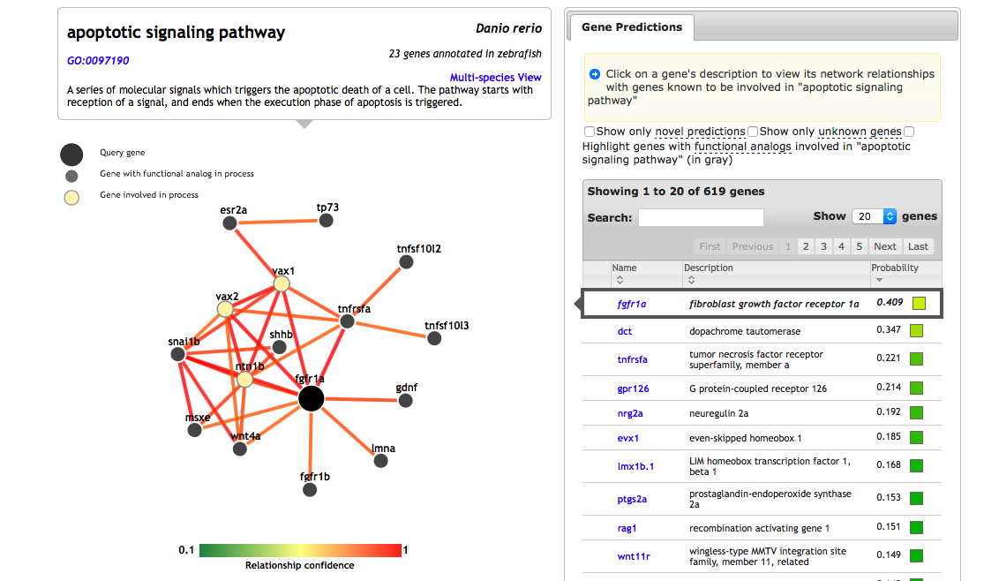 apoptotic signaling pathway
Danio rerio
GO:0097190
23 genes annotated in zebrafish
Multi-species View
A series of molecular signals which triggers the apoptotic death of a cell. The pathway starts with
reception of a signal, and ends when the execution phase of apoptosis is triggered.
Query gene
Gene with functional analog in process
Gene involved in process
esr2a
tp73
tnfsf10l2
vax1
vax2
tnfrsfa
tnfsf10l3
shhb
snai1b
ntn1b
fgfr1a
gdnf
msxe
wnt4a
lmna
fgfr1b
0.1
1
Relationship confidence
Gene Predictions
Click on a gene's description to view its network relationships
with genes known to be involved in "apoptotic signaling
pathway"
Show only novel predictions Show only unknown genes
Highlight genes with functional analogs involved in "apoptotic
signaling pathway" (in gray)
Showing 1 to 20 of 619 genes
Search:
Show 20 genes
First Previous 1 2 3 4 5 Next Last
Name Description Probability
fgfr1a fibroblast growth factor receptor 1a 0.409
dct dopachrome tautomerase 0.347
tnfrsfa tumor necrosis factor receptor
superfamily, member a 0.221
gpr126 G protein-coupled receptor 126 0.214
nrg2a neuregulin 2a 0.192
evx1 even-skipped homeobox 1 0.185
lmx1b.1 LIM homeobox transcription factor 1,
beta 1 0.168
ptgs2a prostaglandin-endoperoxide synthase
2a 0.153
rag1 recombination activating gene 1 0.151
wnt11r wingless-type MMTV integration site
family, member 11, related 0.149